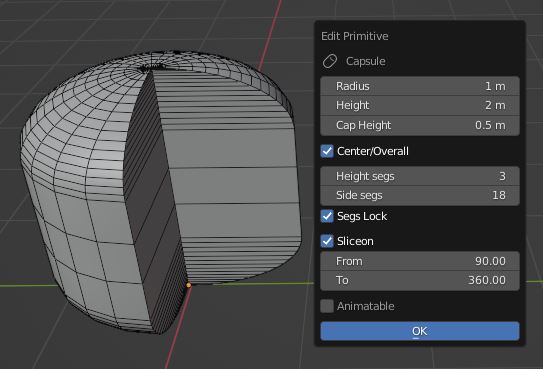 Edit Primitive
Capsule
Radius 1 m
Height 2 m
Cap Height 0.5 m
Center/Overall
Height segs 3
Side segs 18
Segs Lock
Sliceon
From 90.00
To 360.00
Animatable
OK